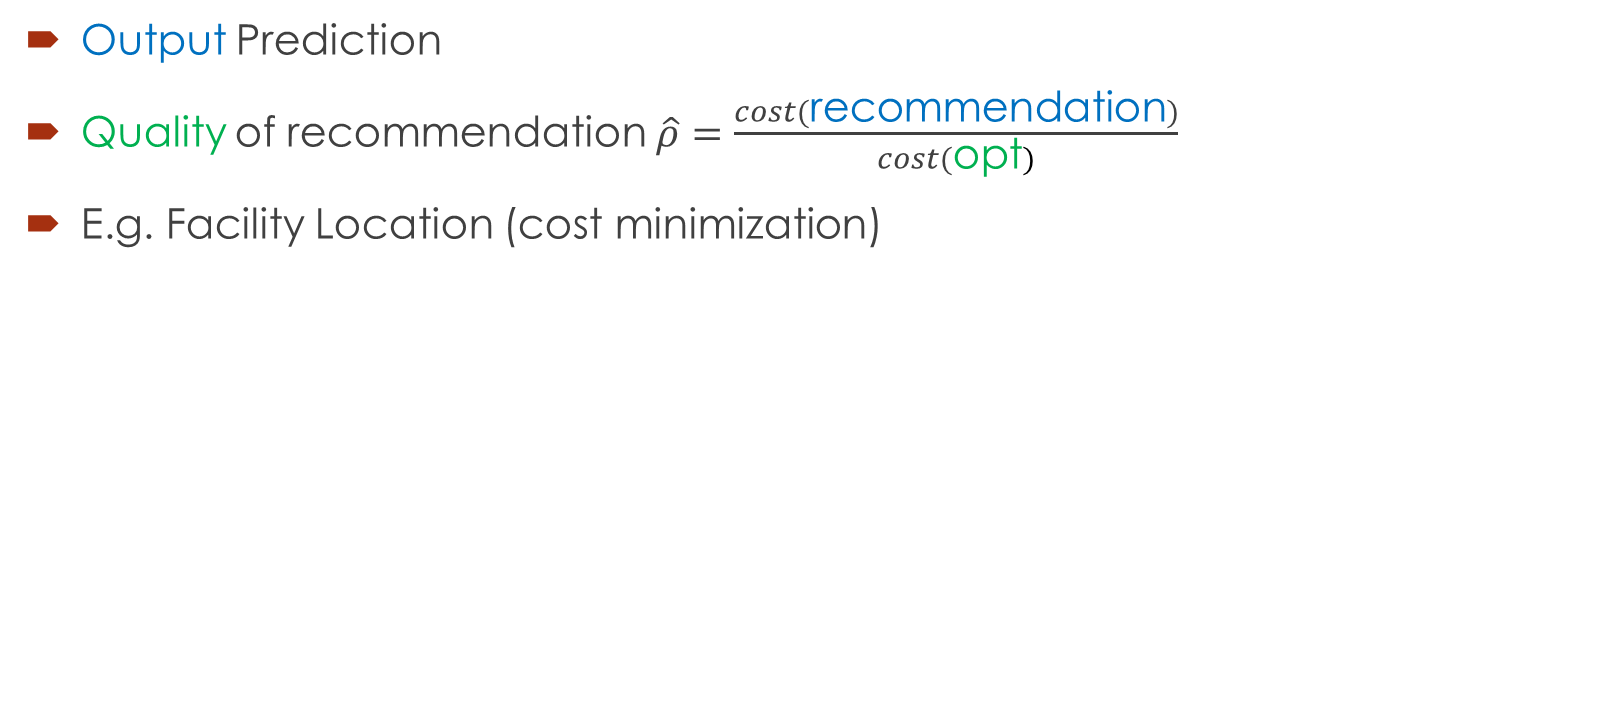 Output Prediction
Quality of recommendation ρ̂ = cost(recommendation) / cost(opt)
E.g. Facility Location (cost minimization)